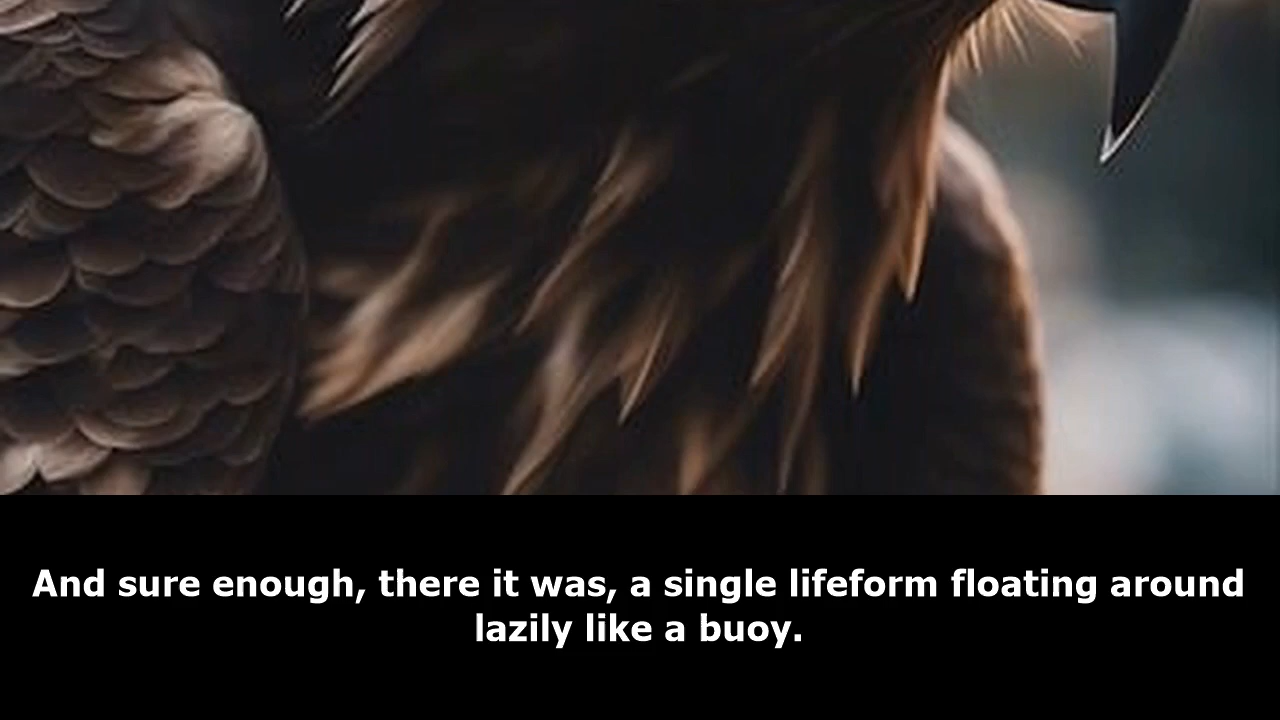 And sure enough, there it was, a single lifeform floating around
lazily like a buoy.